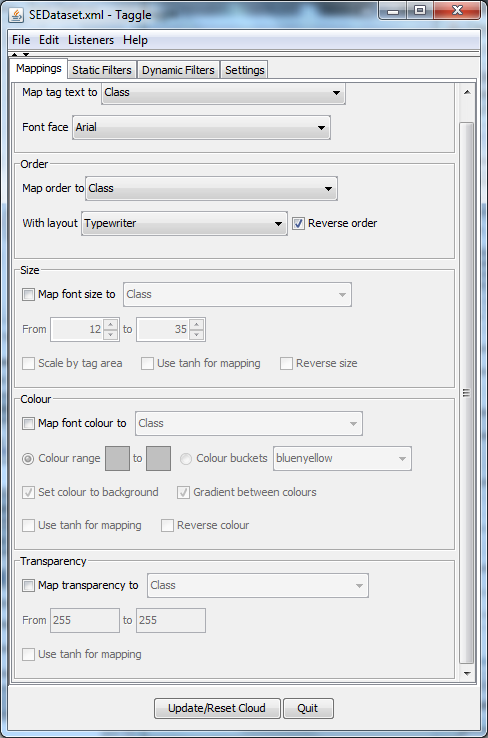 SEDataset.xml - Taggle
File Edit Listeners Help
Mappings Static Filters Dynamic Filters Settings
Map tag text to Class
Font face Arial
Order
Map order to Class
With layout Typewriter Reverse order
Size
Map font size to Class
From 12 to 35
Scale by tag area Use tanh for mapping Reverse size
Colour
Map font colour to Class
Colour range to Colour buckets bluenyellow
Set colour to background Gradient between colours
Use tanh for mapping Reverse colour
Transparency
Map transparency to Class
From 255 to 255
Use tanh for mapping
Update/Reset Cloud Quit